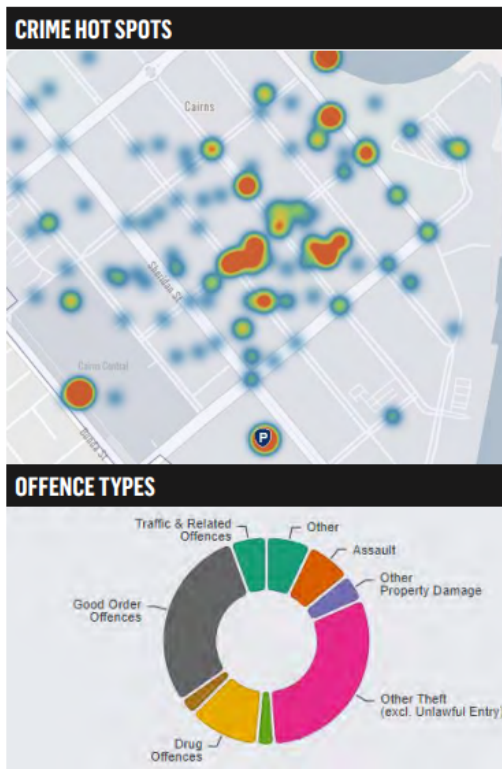 CRIME HOT SPOTS
Cairns
Sheridan St
Cairns Central
Bunda St
P
OFFENCE TYPES
Traffic & Related
Offences
Other
Assault
Other
Property Damage
Good Order
Offences
Other Theft
(excl. Unlawful Entry)
Drug
Offences